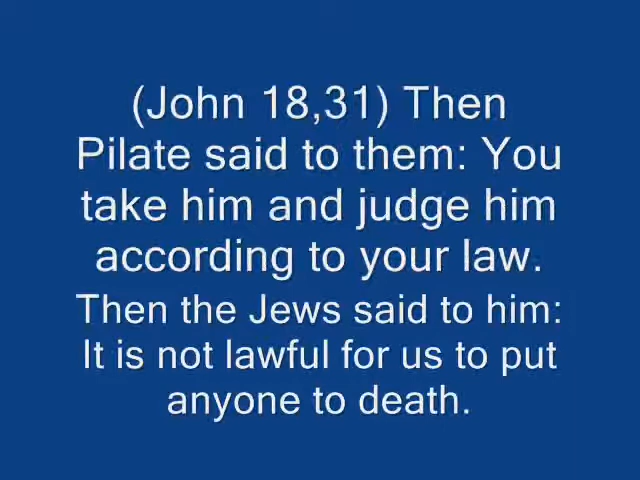 (John 18,31) Then
Pilate said to them: You
take him and judge him
according to your law.
Then the Jews said to him:
It is not lawful for us to put
anyone to death.